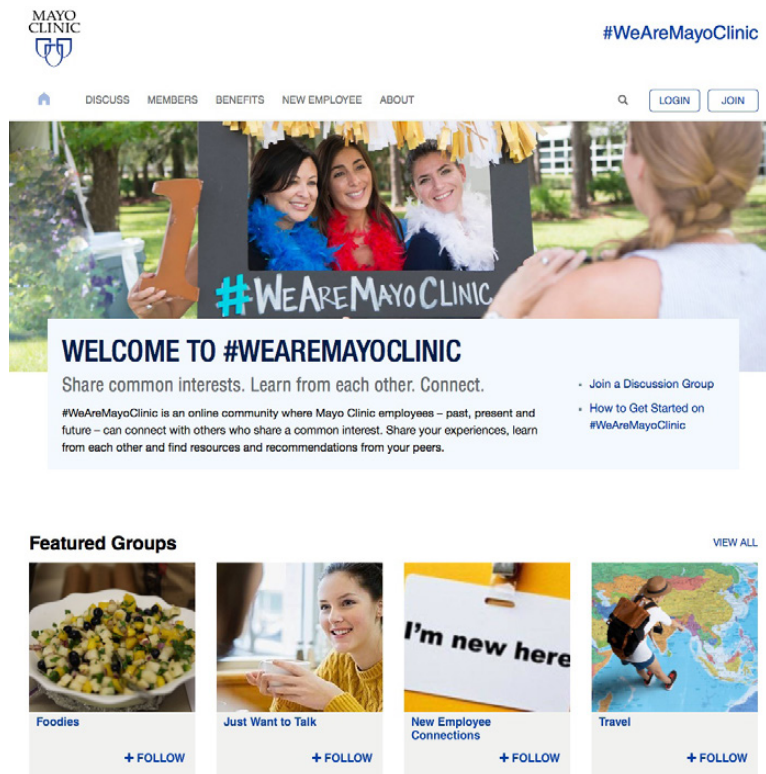 MAYO
CLINIC
#WeAreMayoClinic
DISCUSS MEMBERS BENEFITS NEW EMPLOYEE ABOUT LOGIN JOIN
#WEAREMAYOCLINIC
WELCOME TO #WEAREMAYOCLINIC
Share common interests. Learn from each other. Connect.
#WeAreMayoClinic is an online community where Mayo Clinic employees – past, present and
future – can connect with others who share a common interest. Share your experiences, learn
from each other and find resources and recommendations from your peers.
Join a Discussion Group
How to Get Started on
#WeAreMayoClinic
Featured Groups VIEW ALL
I'm new here
Foodies Just Want to Talk New Employee Travel
Connections
+ FOLLOW + FOLLOW + FOLLOW + FOLLOW